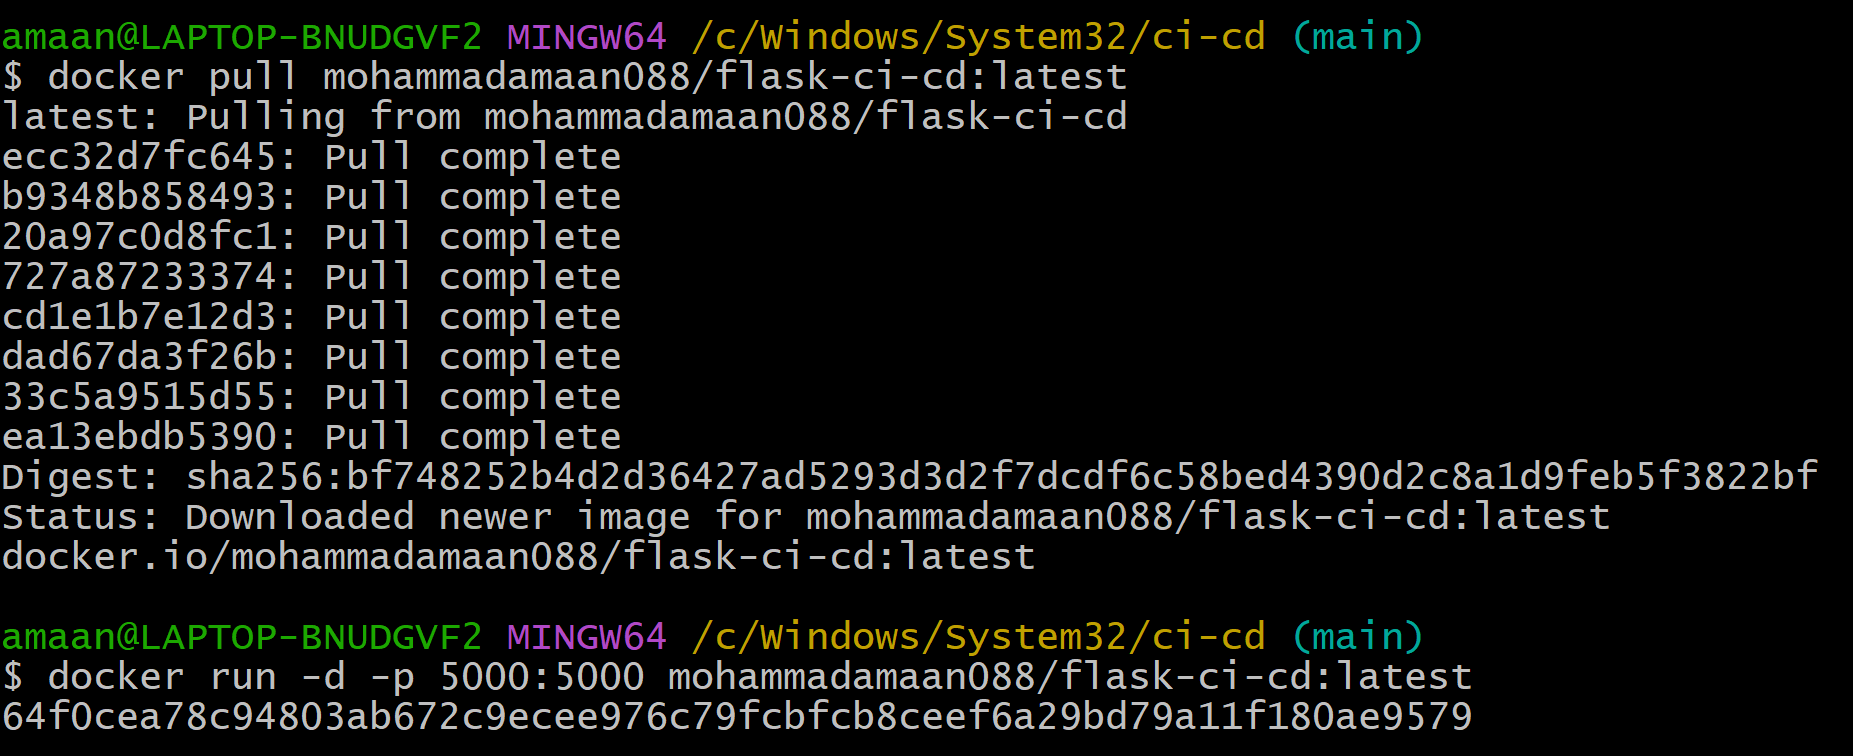 amaan@LAPTOP-BNUDGVF2 MINGW64 /c/Windows/System32/ci-cd (main)
$ docker pull mohammadamaan088/flask-ci-cd:latest
latest: Pulling from mohammadamaan088/flask-ci-cd
ecc32d7fc645: Pull complete
b9348b858493: Pull complete
20a97c0d8fc1: Pull complete
727a87233374: Pull complete
cd1e1b7e12d3: Pull complete
dad67da3f26b: Pull complete
33c5a9515d55: Pull complete
ea13ebdb5390: Pull complete
Digest: sha256:bf748252b4d2d36427ad5293d3d2f7dcdf6c58bed4390d2c8a1d9feb5f3822bf
Status: Downloaded newer image for mohammadamaan088/flask-ci-cd:latest
docker.io/mohammadamaan088/flask-ci-cd:latest
amaan@LAPTOP-BNUDGVF2 MINGW64 /c/Windows/System32/ci-cd (main)
$ docker run -d -p 5000:5000 mohammadamaan088/flask-ci-cd:latest
64f0cea78c94803ab672c9ecee976c79fcbfcb8ceef6a29bd79a11f180ae9579